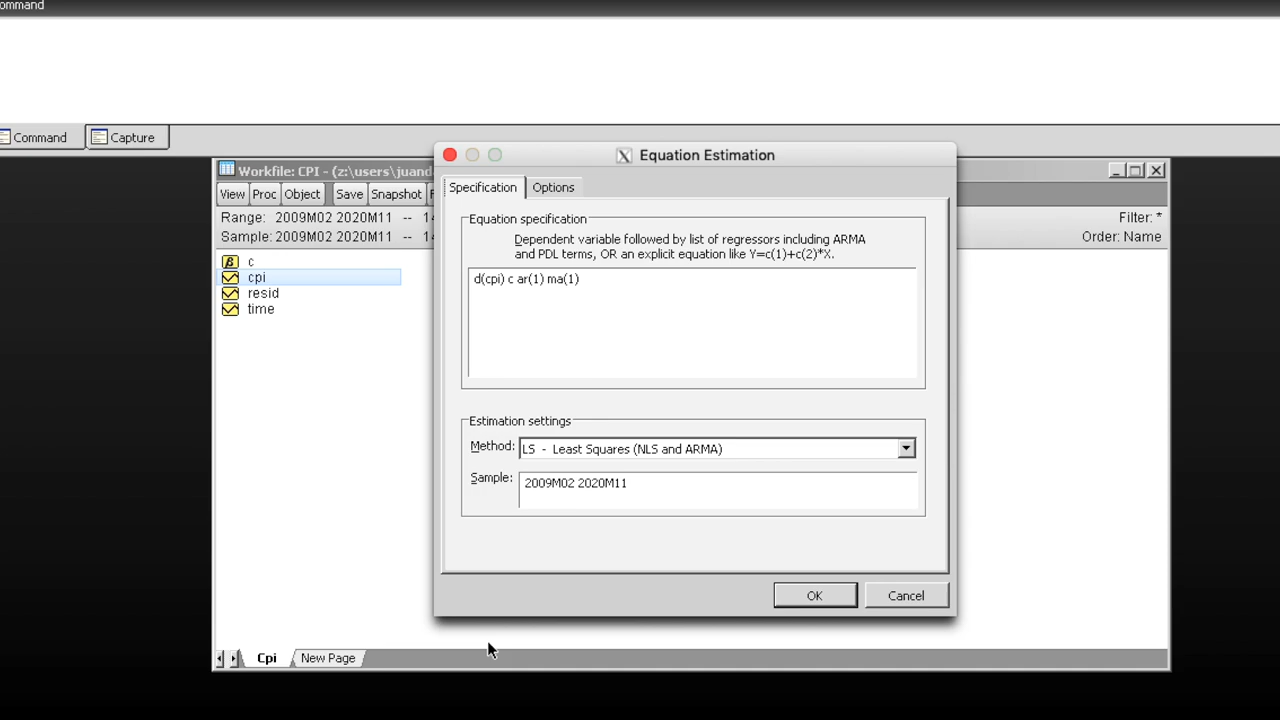 ommand
Command
Capture
Workfile: CPI - (z:\users\juand
Equation Estimation
View Proc Object Save Snapshot F
Specification Options
Range: 2009M02 2020M11 -- 14
Filter: *
Sample: 2009M02 2020M11 -- 14
Order: Name
Equation specification
Dependent variable followed by list of regressors including ARMA
and PDL terms, OR an explicit equation like Y=c(1)+c(2)*X.
c
cpi
resid
time
d(cpi) c ar(1) ma(1)
Estimation settings
Method: LS - Least Squares (NLS and ARMA)
Sample: 2009M02 2020M11
OK Cancel
Cpi New Page